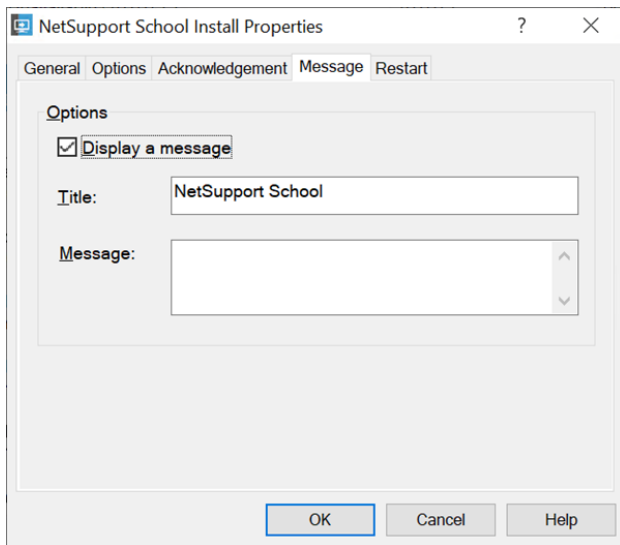 NetSupport School Install Properties ?
General Options Acknowledgement Message Restart
Options
Display a message
Title: NetSupport School
Message:
OK Cancel Help